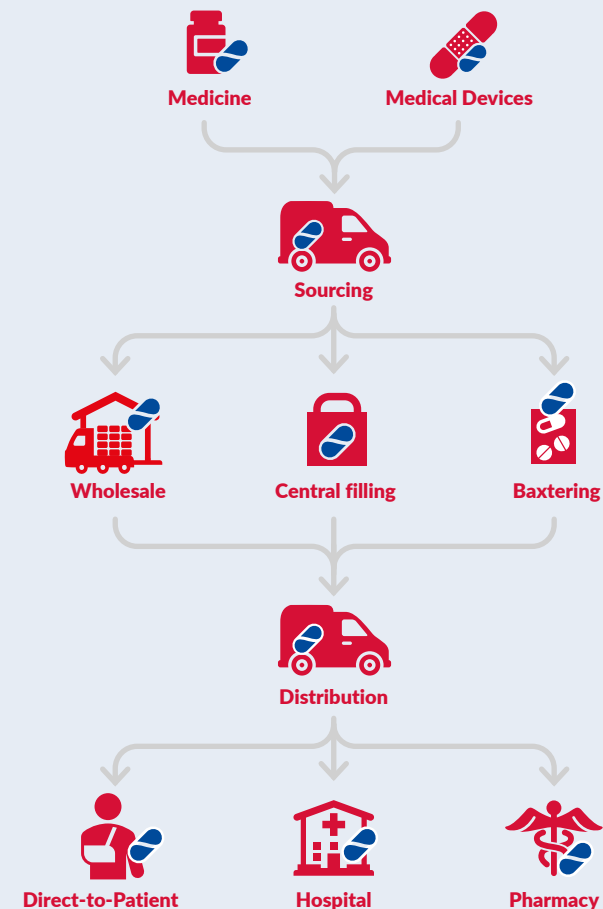 Medicine
Medical Devices
Sourcing
Wholesale
Central filling
Baxtering
Distribution
Direct-to-Patient
Hospital
Pharmacy